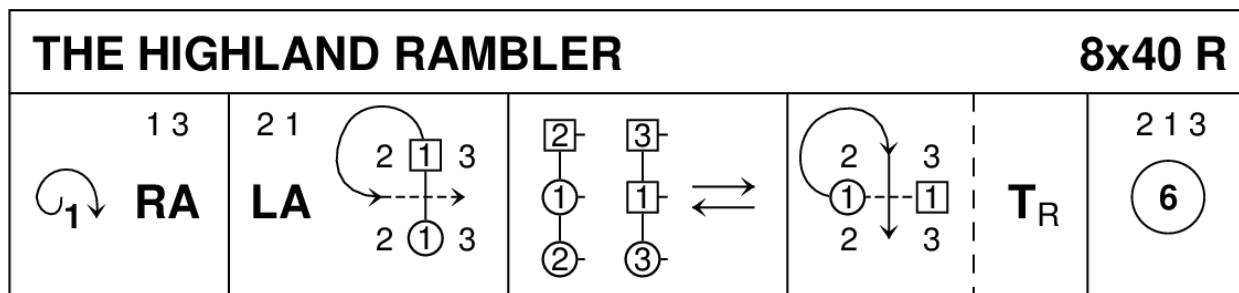 THE HIGHLAND RAMBLER 8x40 R
1 3 2 1 2 1 3 2 3 2 3 2 1 3
1 RA LA 1 1 1 1 T R 6
2 1 3 2 3 2 3